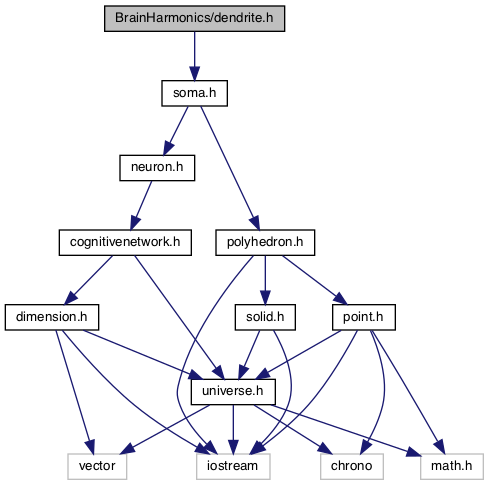 BrainHarmonics/dendrite.h
soma.h
neuron.h
cognitivenetwork.h
polyhedron.h
dimension.h
solid.h
point.h
universe.h
vector
iostream
chrono
math.h